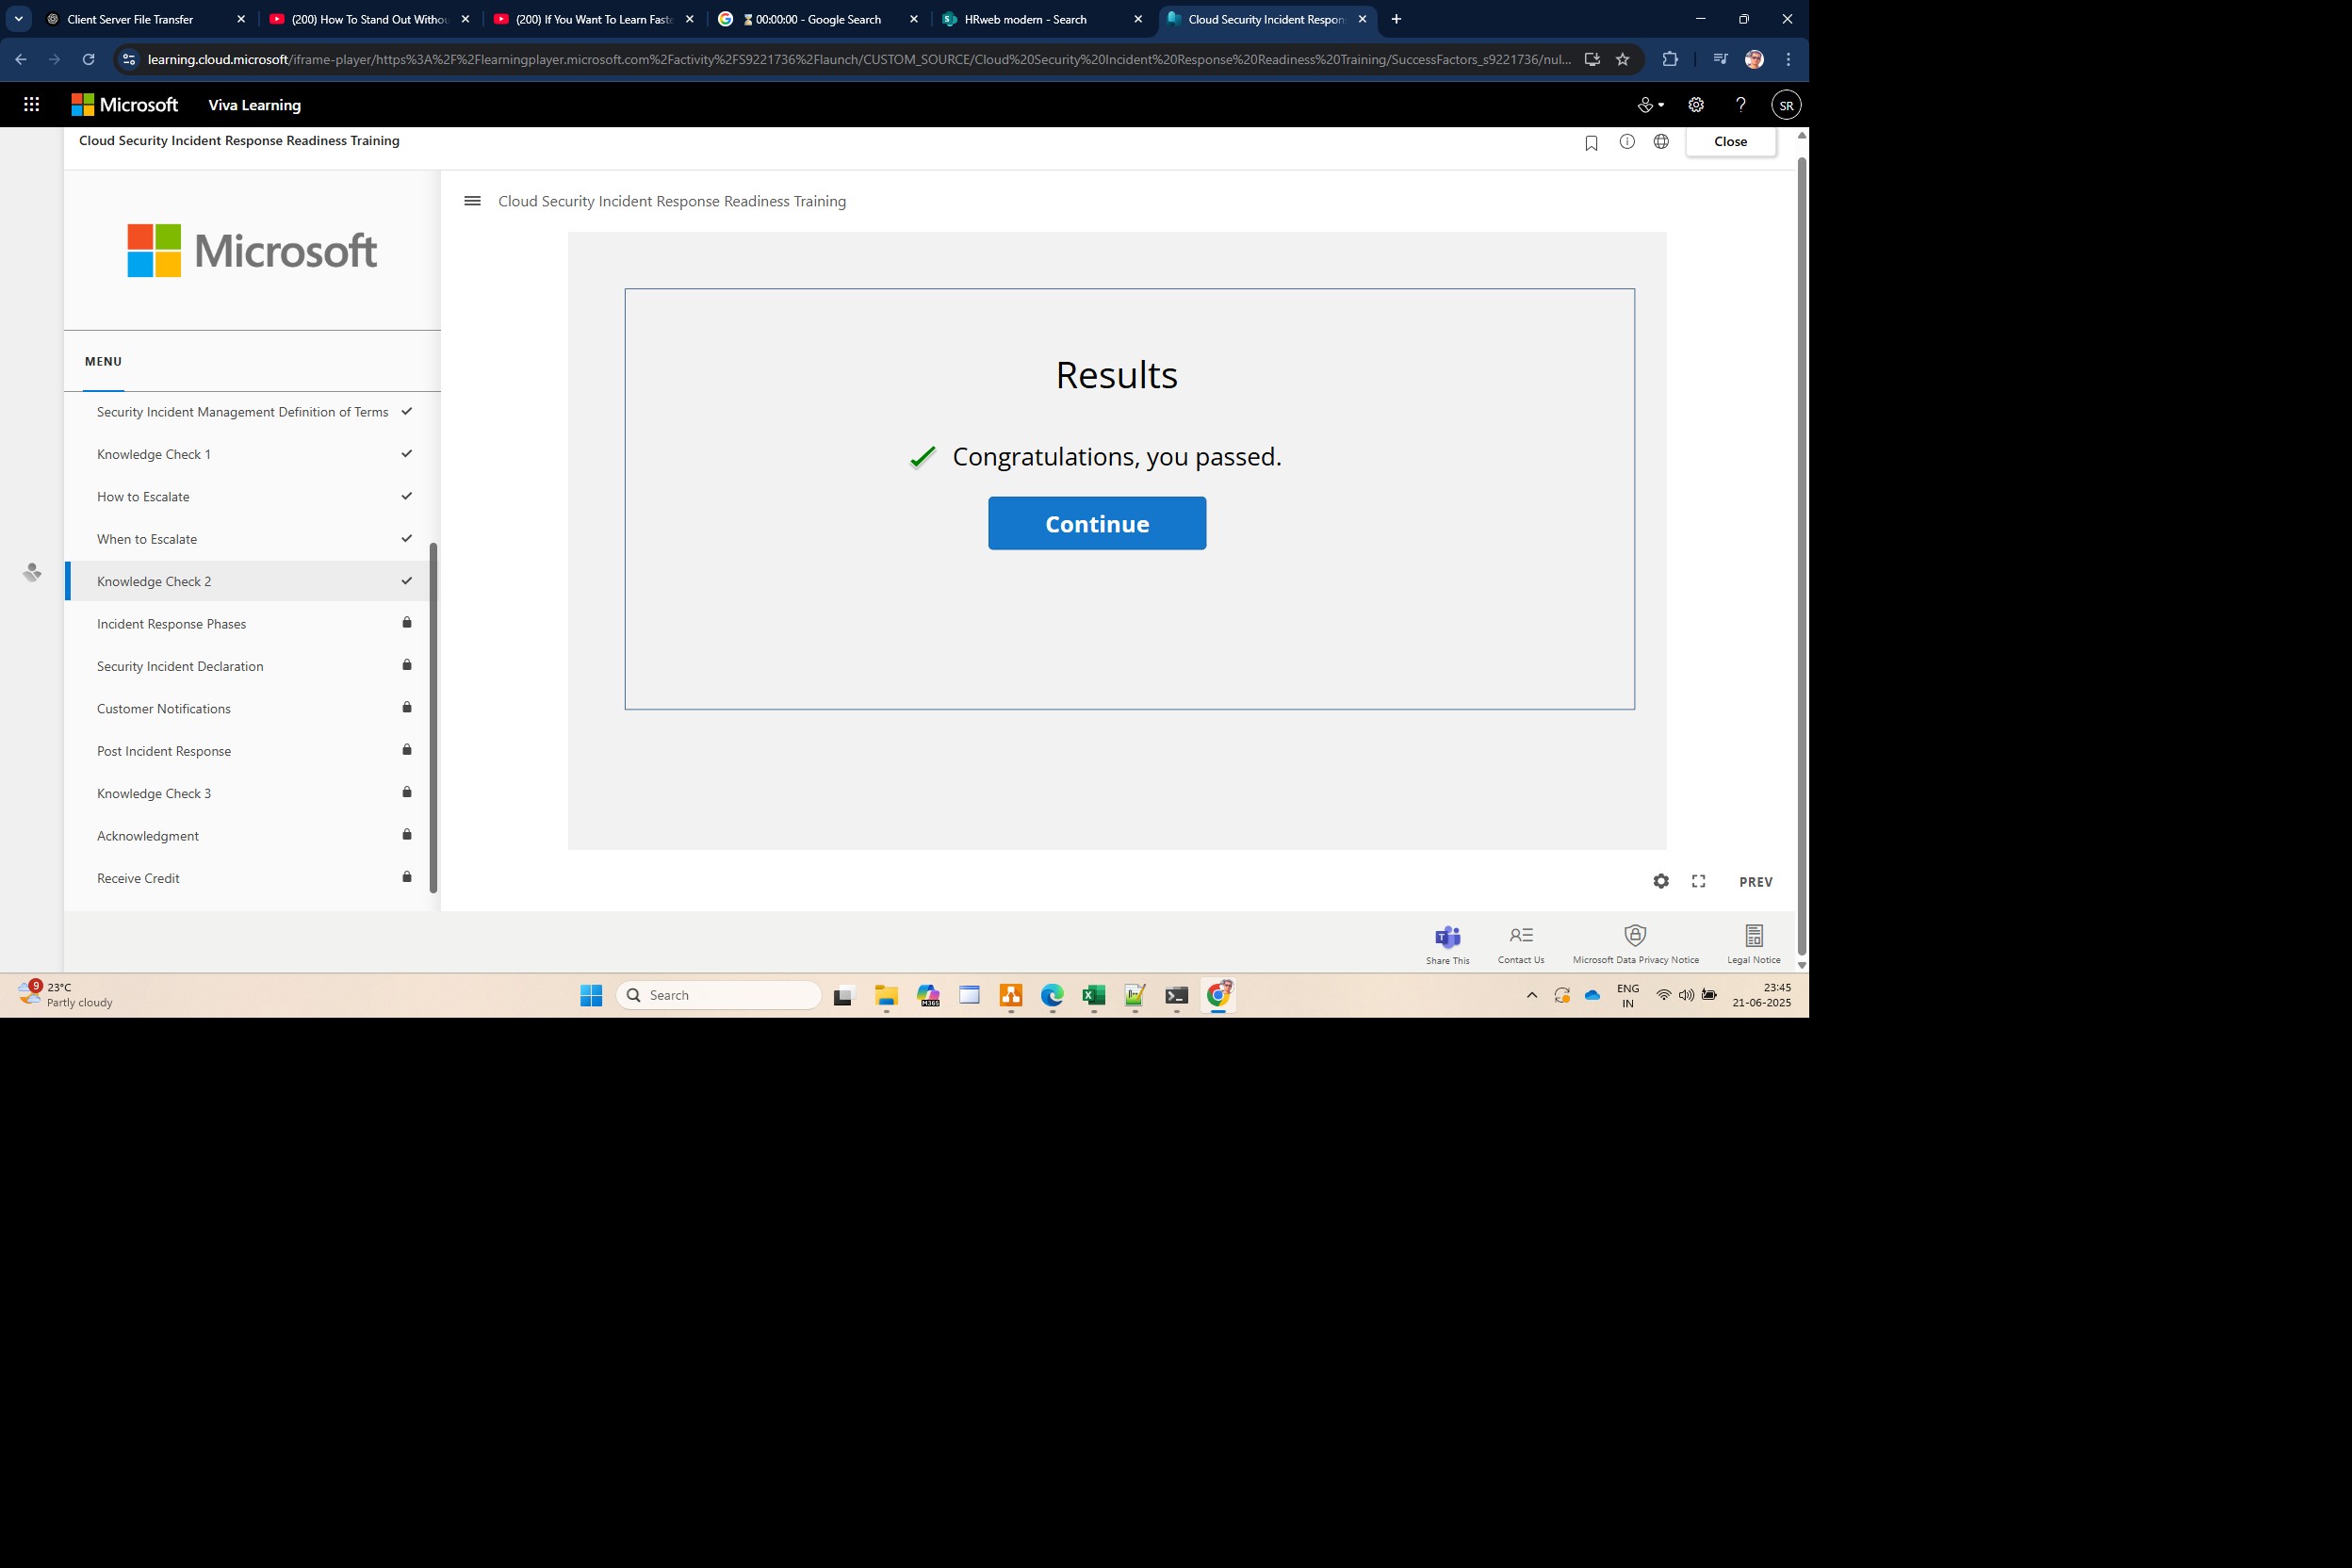 Client Server File Transfer
(200) How To Stand Out Withou
(200) If You Want To Learn Faste
00:00:00 - Google Search
HRweb modern - Search
Cloud Security Incident Respon
learning.cloud.microsoft/iframe-player/https%3A%2F%2Flearningplayer.microsoft.com%2Factivity%2FS9221736%2Flaunch/CUSTOM_SOURCE/Cloud%20Security%20Incident%20Response%20Readiness%20Training/SuccessFactors_s9221736/nul...
Microsoft
Viva Learning
SR
Cloud Security Incident Response Readiness Training
Close
Microsoft
Cloud Security Incident Response Readiness Training
MENU
Security Incident Management Definition of Terms
Knowledge Check 1
How to Escalate
When to Escalate
Knowledge Check 2
Incident Response Phases
Security Incident Declaration
Customer Notifications
Post Incident Response
Knowledge Check 3
Acknowledgment
Receive Credit
Results
Congratulations, you passed.
Continue
PREV
Share This
Contact Us
Microsoft Data Privacy Notice
Legal Notice
9
23°C
Partly cloudy
Search
M365
ENG
IN
23:45
21-06-2025